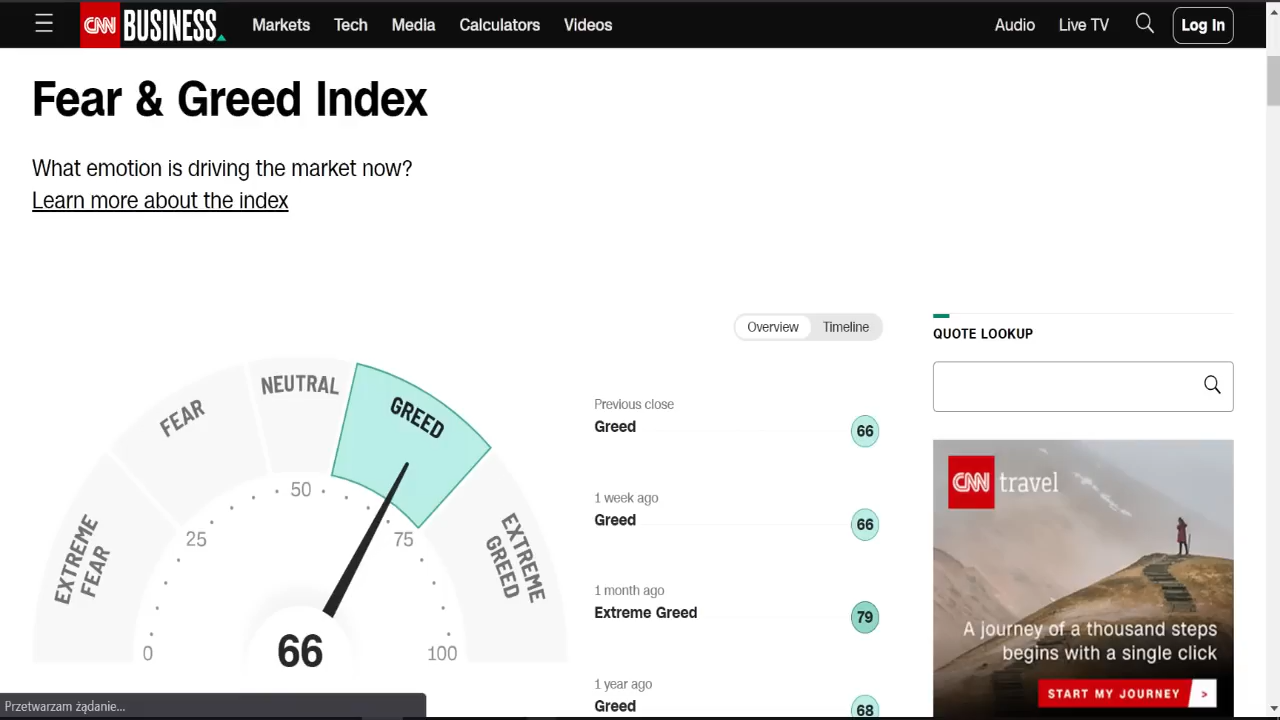 CNN BUSINESS Markets Tech Media Calculators Videos Audio Live TV Log In
Fear & Greed Index
What emotion is driving the market now?
Learn more about the index
Overview Timeline
QUOTE LOOKUP
EXTREME FEAR
FEAR
NEUTRAL
GREED
EXTREME GREED
0
25
50
75
100
66
Previous close
Greed 66
1 week ago
Greed 66
1 month ago
Extreme Greed 79
1 year ago
Greed 68
CNN travel
A journey of a thousand steps
begins with a single click
START MY JOURNEY >
Przetwarzam żądanie...